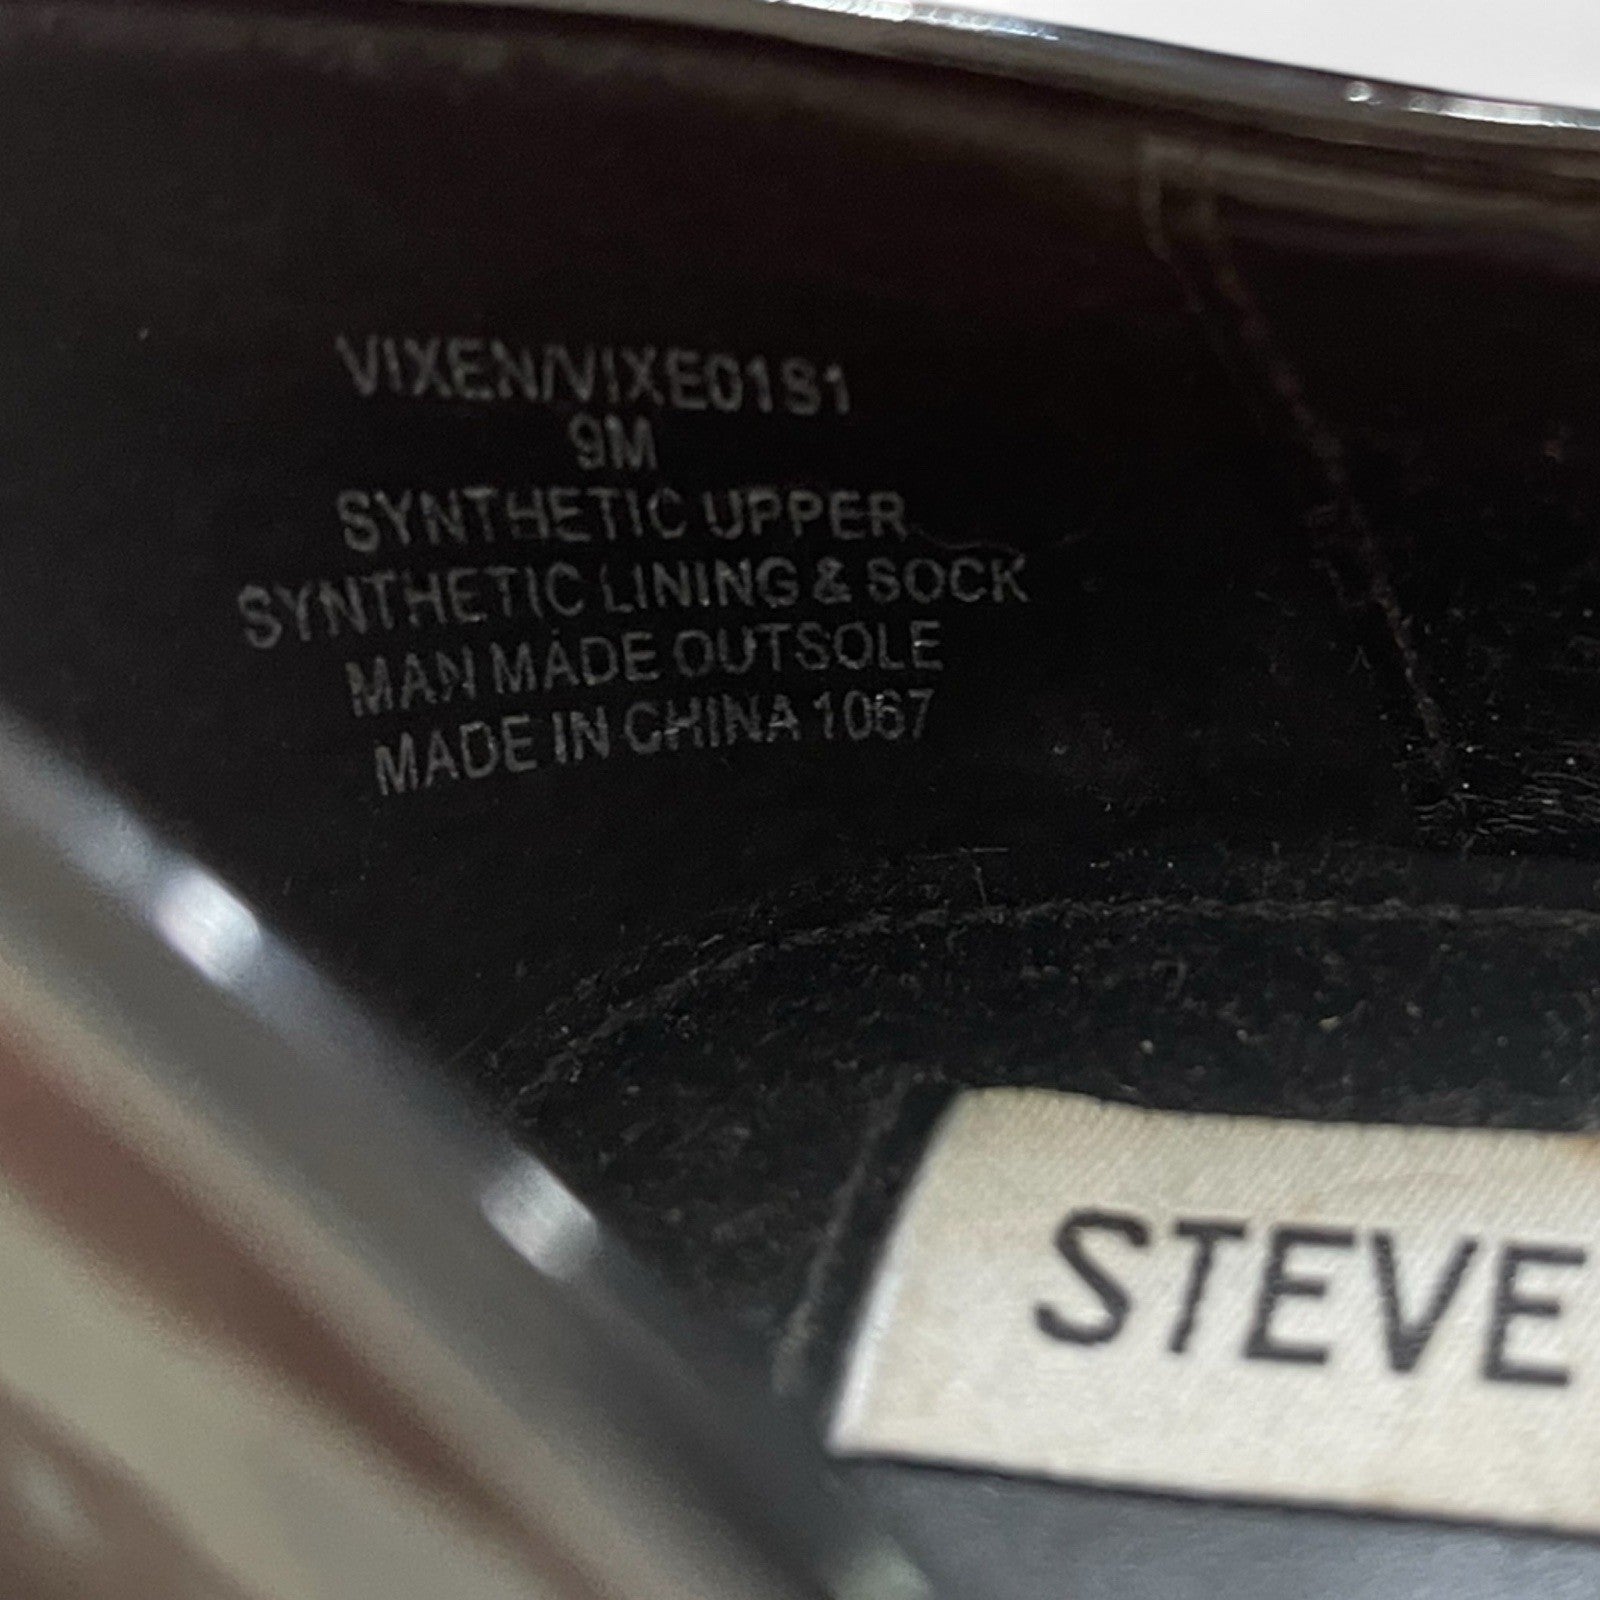 VIXEN/VIXE01S1
9M
SYNTHETIC UPPER
SYNTHETIC LINING & SOCK
MAN MADE OUTSOLE
MADE IN CHINA 1067
STEVE